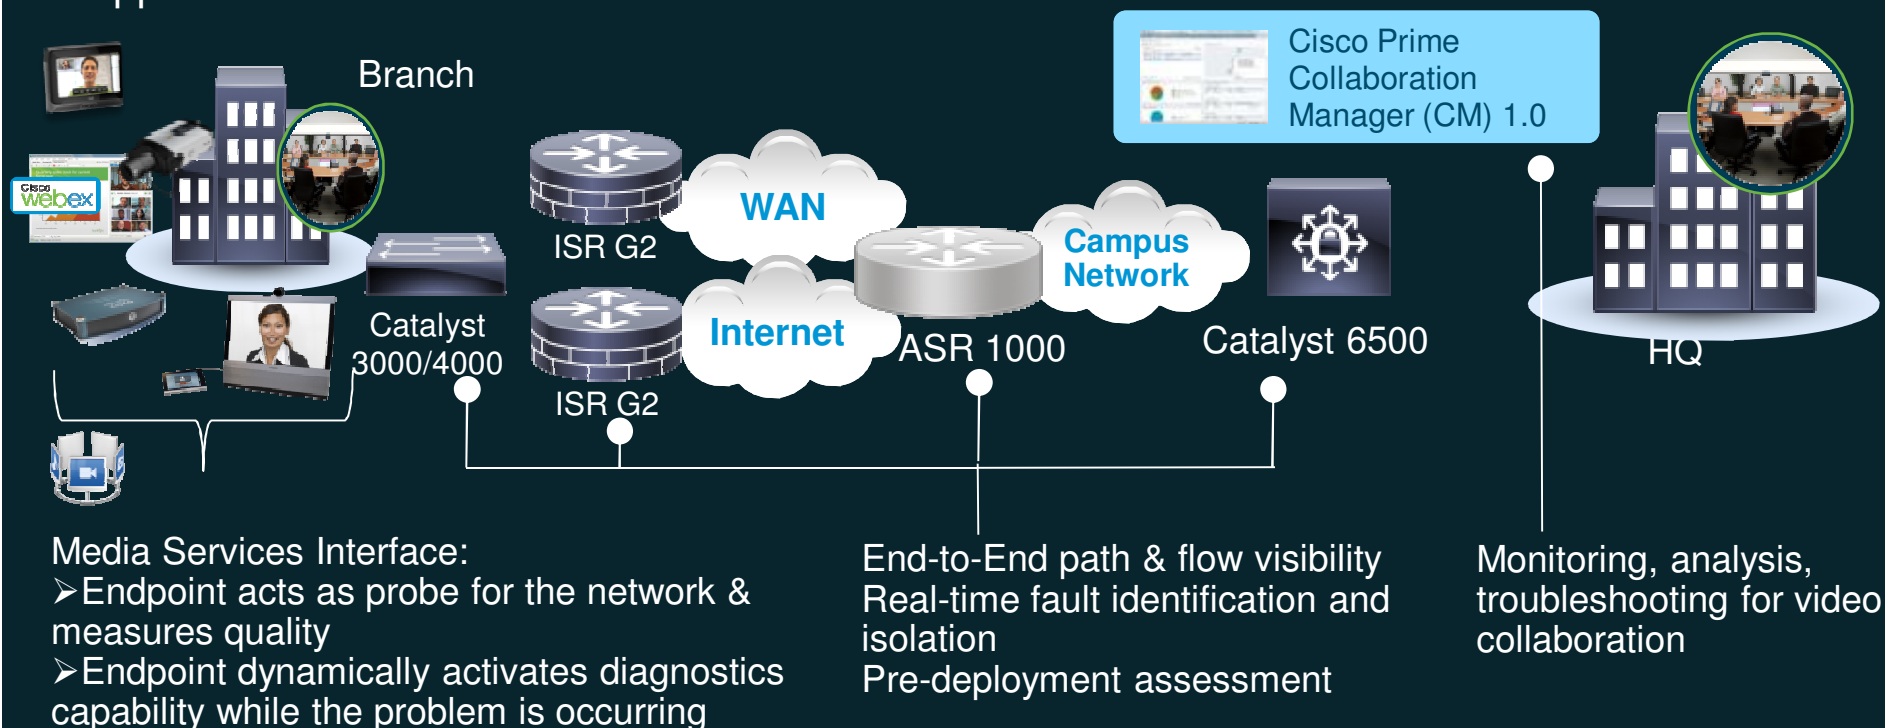 Branch
Cisco Prime
Collaboration
Manager (CM) 1.0
Cisco
webex
ISR G2
WAN
Campus
Network
Catalyst
3000/4000
ISR G2
Internet
ASR 1000
Catalyst 6500
HQ
Media Services Interface:
➢Endpoint acts as probe for the network &
measures quality
➢Endpoint dynamically activates diagnostics
capability while the problem is occurring
End-to-End path & flow visibility
Real-time fault identification and
isolation
Pre-deployment assessment
Monitoring, analysis,
troubleshooting for video
collaboration